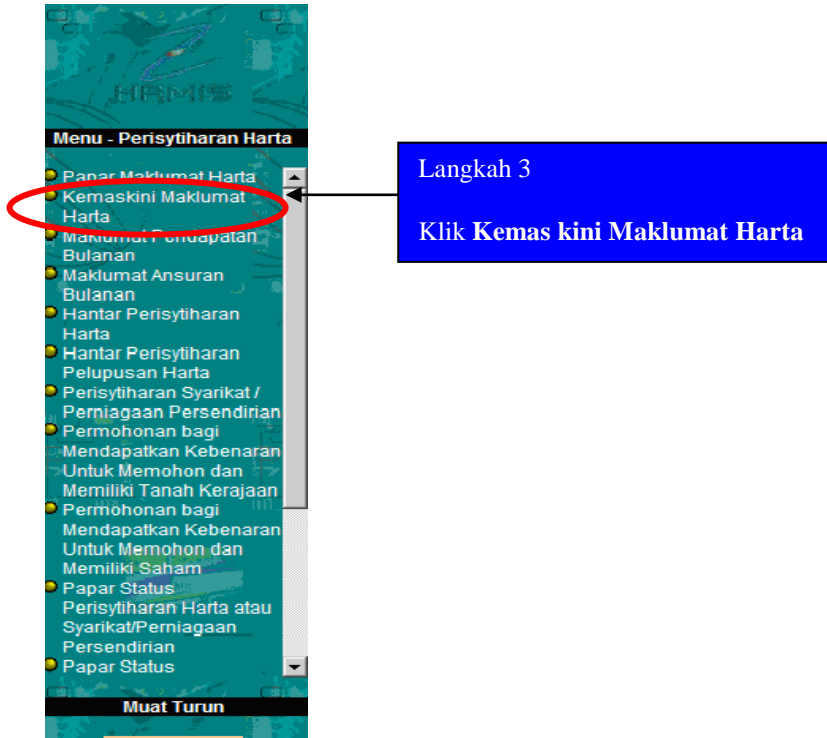 HRMIS
Menu - Perisytiharan Harta
Papar Maklumat Harta
Kemaskini Maklumat
Harta
Maklumat Pendapatan
Bulanan
Maklumat Ansuran
Bulanan
Hantar Perisytiharan
Harta
Hantar Perisytiharan
Pelupusan Harta
Perisytiharan Syarikat /
Perniagaan Persendirian
Permohonan bagi
Mendapatkan Kebenaran
Untuk Memohon dan
Memiliki Tanah Kerajaan
Permohonan bagi
Mendapatkan Kebenaran
Untuk Memohon dan
Memiliki Saham
Papar Status
Perisytiharan Harta atau
Syarikat/Perniagaan
Persendirian
Papar Status
Muat Turun
Langkah 3
Klik Kemas kini Maklumat Harta